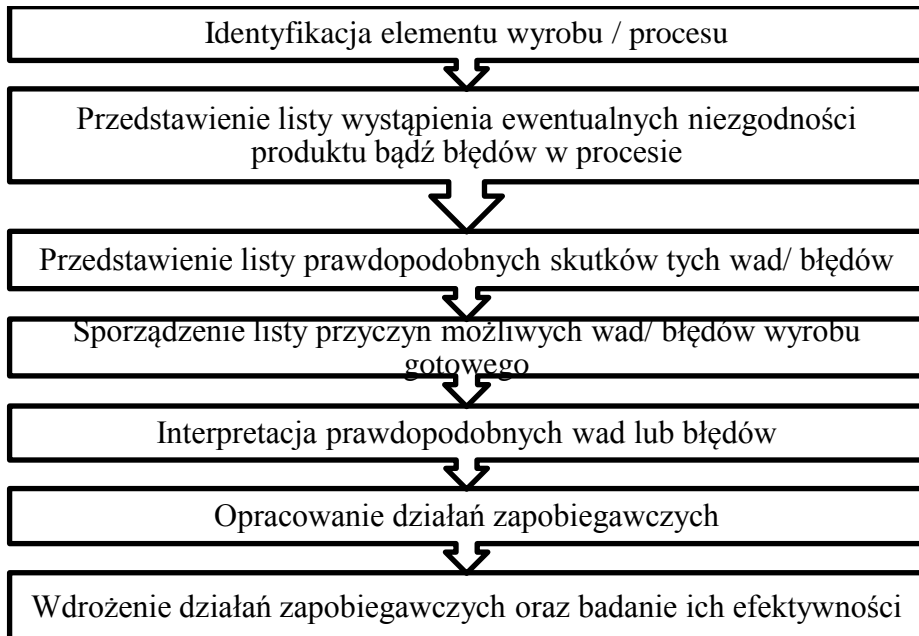 Identyfikacja elementu wyrobu / procesu
Przedstawienie listy wystąpienia ewentualnych niezgodności
produktu bądź błędów w procesie
Przedstawienie listy prawdopodobnych skutków tych wad/ błędów
Sporządzenie listy przyczyn możliwych wad/ błędów wyrobu
gotowego
Interpretacja prawdopodobnych wad lub błędów
Opracowanie działań zapobiegawczych
Wdrożenie działań zapobiegawczych oraz badanie ich efektywności